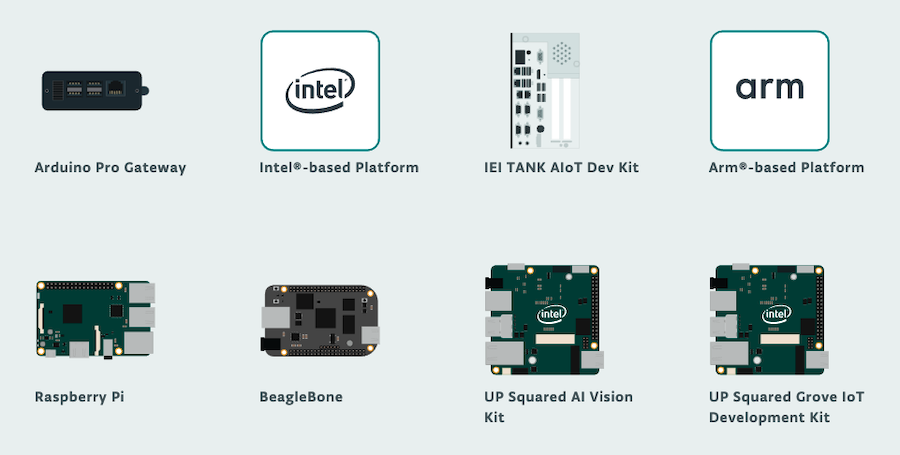 intel
arm
Arduino Pro Gateway
Intel®-based Platform
IEI TANK AIoT Dev Kit
Arm®-based Platform
intel
intel
Raspberry Pi
BeagleBone
UP Squared AI Vision
Kit
UP Squared Grove IoT
Development Kit